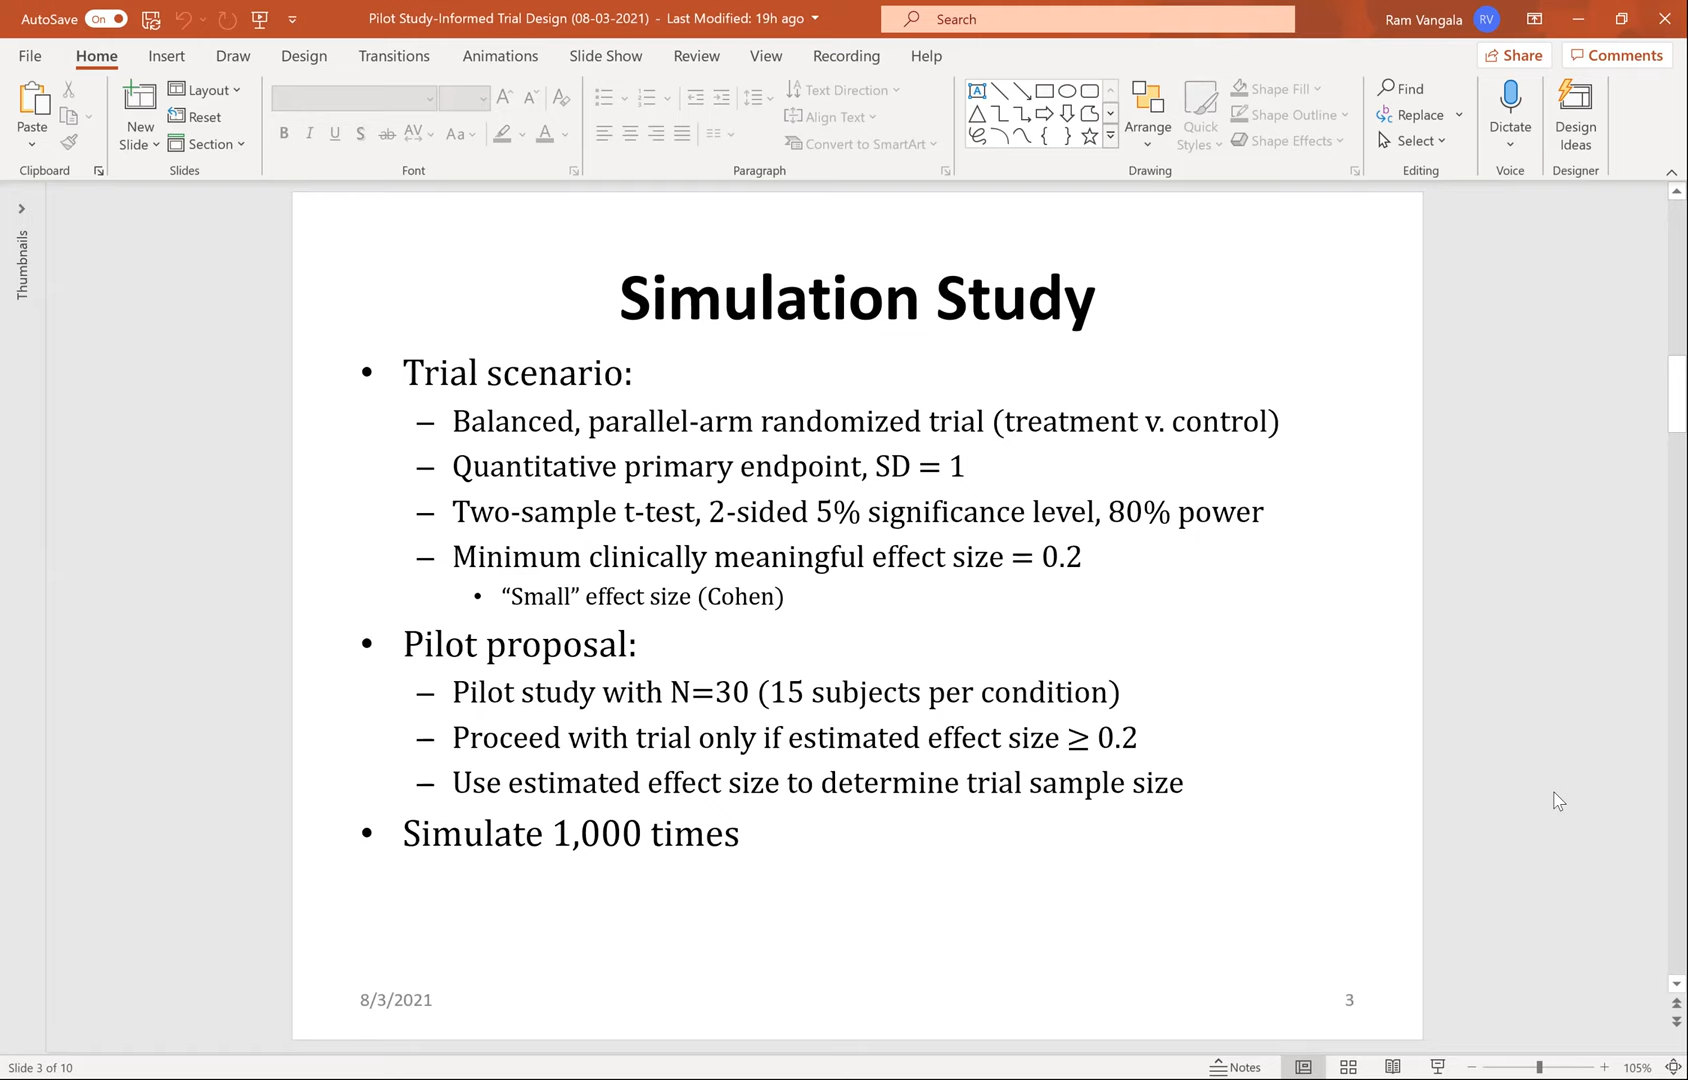 AutoSave On Pilot Study-Informed Trial Design (08-03-2021) - Last Modified: 19h ago Search Ram Vangala RV
File Home Insert Draw Design Transitions Animations Slide Show Review View Recording Help Share Comments
Paste
Clipboard
New Slide
Layout
Reset
Section
Slides
B I U S ab AV Aa A
Font
Text Direction
Align Text
Convert to SmartArt
Paragraph
Arrange
Quick Styles
Shape Fill
Shape Outline
Shape Effects
Drawing
Find
Replace
Select
Editing
Dictate
Voice
Design Ideas
Designer
Thumbnails
Simulation Study
• Trial scenario:
– Balanced, parallel-arm randomized trial (treatment v. control)
– Quantitative primary endpoint, SD = 1
– Two-sample t-test, 2-sided 5% significance level, 80% power
– Minimum clinically meaningful effect size = 0.2
• “Small” effect size (Cohen)
• Pilot proposal:
– Pilot study with N=30 (15 subjects per condition)
– Proceed with trial only if estimated effect size ≥ 0.2
– Use estimated effect size to determine trial sample size
• Simulate 1,000 times
8/3/2021 3
Slide 3 of 10 Notes 105%